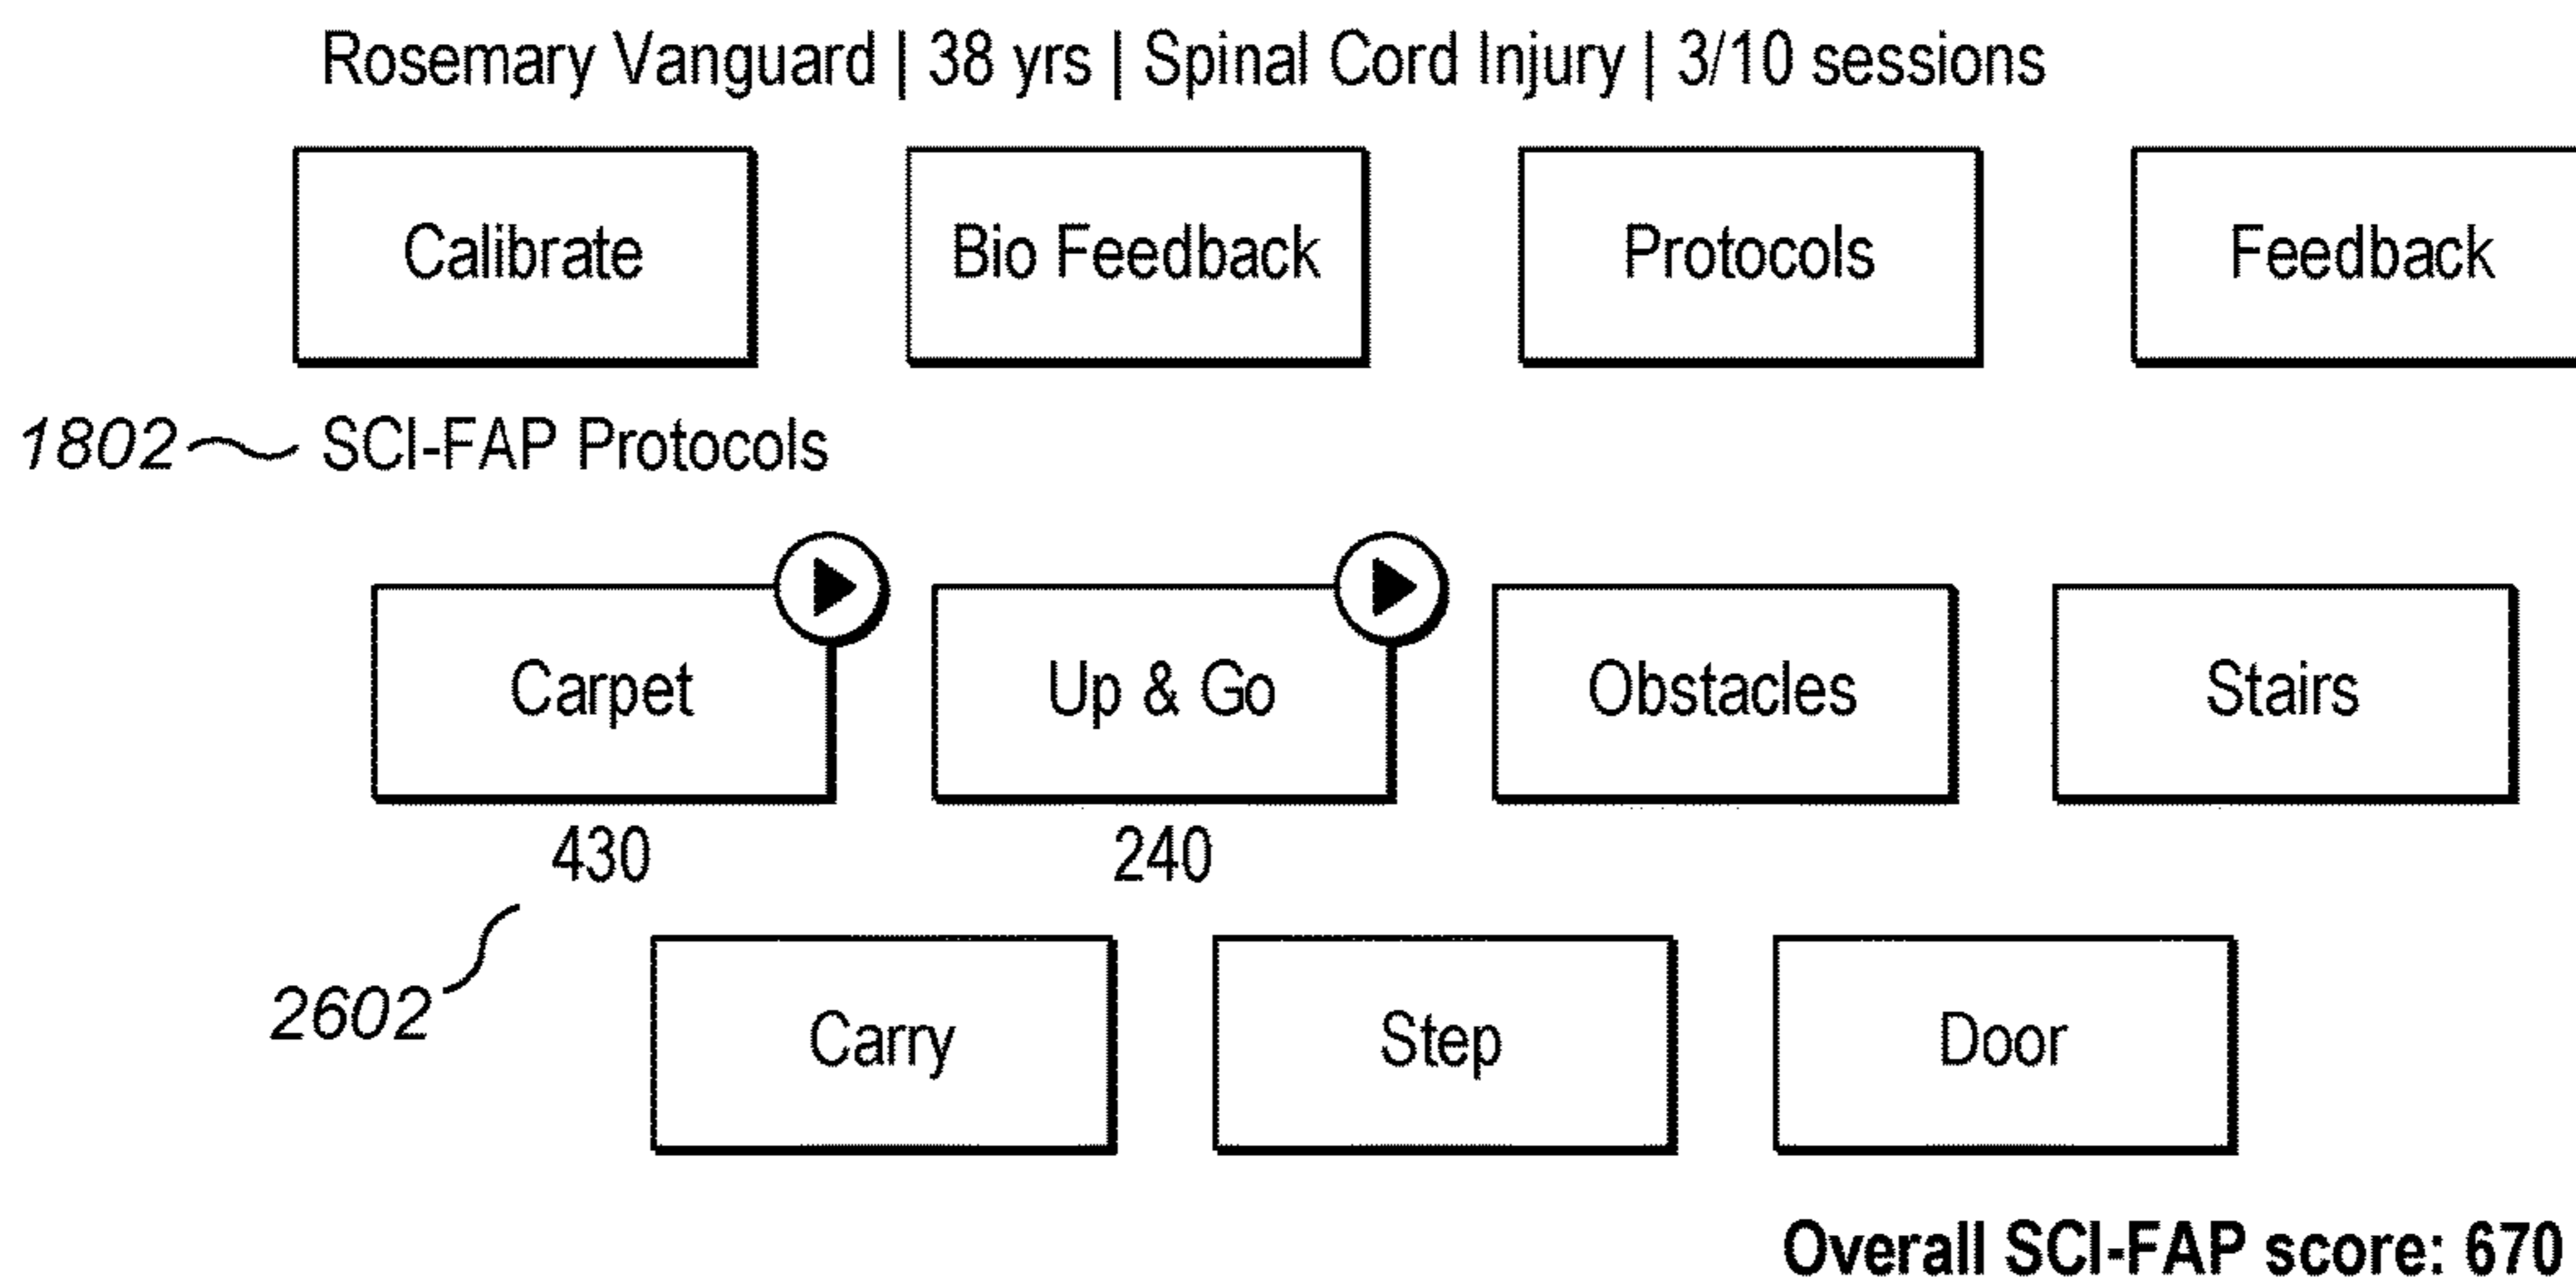 Rosemary Vanguard | 38 yrs | Spinal Cord Injury | 3/10 sessions
Calibrate Bio Feedback Protocols Feedback
1802 SCI-FAP Protocols
Carpet Up & Go Obstacles Stairs
430 240
2602
Carry Step Door
Overall SCI-FAP score: 670